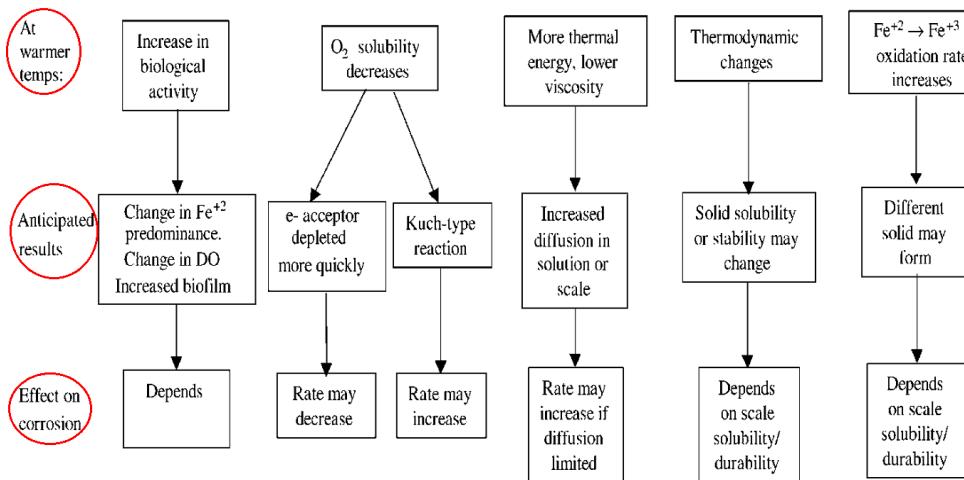 At
warmer
temps:
Increase in
biological
activity
O2 solubility
decreases
More thermal
energy, lower
viscosity
Thermodynamic
changes
Fe+2 → Fe+3
oxidation rate
increases
Anticipated
results
Change in Fe+2
predominance.
Change in DO
Increased biofilm
e- acceptor
depleted
more quickly
Kuch-type
reaction
Increased
diffusion in
solution or
scale
Solid solubility
or stability may
change
Different
solid may
form
Effect on
corrosion
Depends
Rate may
decrease
Rate may
increase
Rate may
increase if
diffusion
limited
Depends
on scale
solubility/
durability
Depends
on scale
solubility/
durability